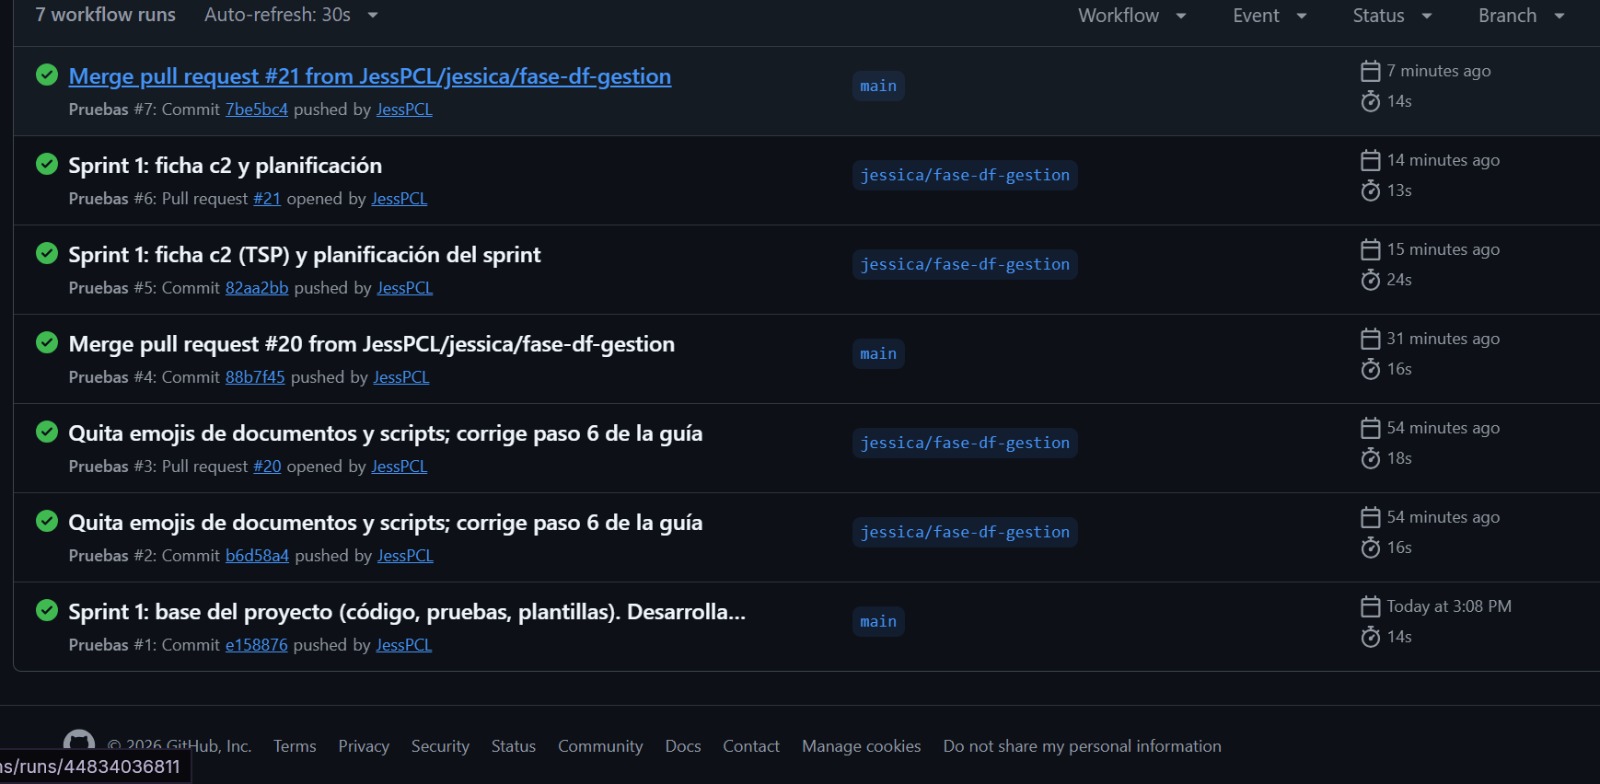 7 workflow runs Auto-refresh: 30s Workflow Event Status Branch
Merge pull request #21 from JessPCL/jessica/fase-df-gestion
Pruebas #7: Commit 7be5bc4 pushed by JessPCL
main
7 minutes ago
14s
Sprint 1: ficha c2 y planificación
Pruebas #6: Pull request #21 opened by JessPCL
jessica/fase-df-gestion
14 minutes ago
13s
Sprint 1: ficha c2 (TSP) y planificación del sprint
Pruebas #5: Commit 82aa2bb pushed by JessPCL
jessica/fase-df-gestion
15 minutes ago
24s
Merge pull request #20 from JessPCL/jessica/fase-df-gestion
Pruebas #4: Commit 88b7f45 pushed by JessPCL
main
31 minutes ago
16s
Quita emojis de documentos y scripts; corrige paso 6 de la guía
Pruebas #3: Pull request #20 opened by JessPCL
jessica/fase-df-gestion
54 minutes ago
18s
Quita emojis de documentos y scripts; corrige paso 6 de la guía
Pruebas #2: Commit b6d58a4 pushed by JessPCL
jessica/fase-df-gestion
54 minutes ago
16s
Sprint 1: base del proyecto (código, pruebas, plantillas). Desarrolla...
Pruebas #1: Commit e158876 pushed by JessPCL
main
Today at 3:08 PM
14s
© 2026 GitHub, Inc. Terms Privacy Security Status Community Docs Contact Manage cookies Do not share my personal information
ns/runs/44834036811